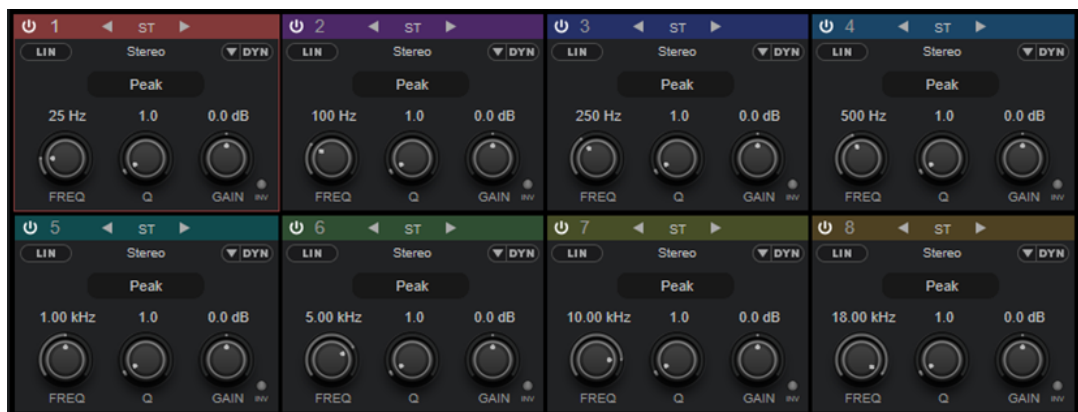 1 ST
LIN Stereo DYN
Peak
25 Hz 1.0 0.0 dB
FREQ Q GAIN INV
2 ST
LIN Stereo DYN
Peak
100 Hz 1.0 0.0 dB
FREQ Q GAIN INV
3 ST
LIN Stereo DYN
Peak
250 Hz 1.0 0.0 dB
FREQ Q GAIN INV
4 ST
LIN Stereo DYN
Peak
500 Hz 1.0 0.0 dB
FREQ Q GAIN INV
5 ST
LIN Stereo DYN
Peak
1.00 kHz 1.0 0.0 dB
FREQ Q GAIN INV
6 ST
LIN Stereo DYN
Peak
5.00 kHz 1.0 0.0 dB
FREQ Q GAIN INV
7 ST
LIN Stereo DYN
Peak
10.00 kHz 1.0 0.0 dB
FREQ Q GAIN INV
8 ST
LIN Stereo DYN
Peak
18.00 kHz 1.0 0.0 dB
FREQ Q GAIN INV